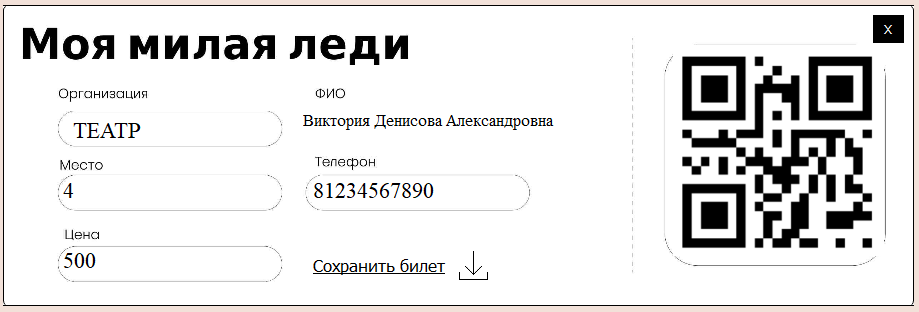 Моя милая леди
X
Организация
ФИО
ТЕАТР
Виктория Денисова Александровна
Место
Телефон
4
81234567890
Цена
500
Сохранить билет